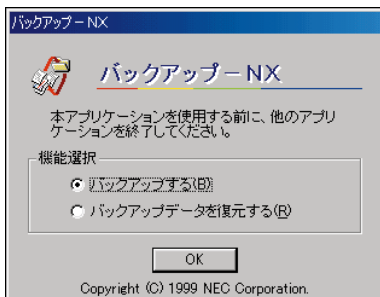 バックアップ－NX
バックアップ－NX
本アプリケーションを使用する前に、他のアプリ
ケーションを終了してください。
機能選択
バックアップする(B)
バックアップデータを復元する(R)
OK
Copyright (C) 1999 NEC Corporation.